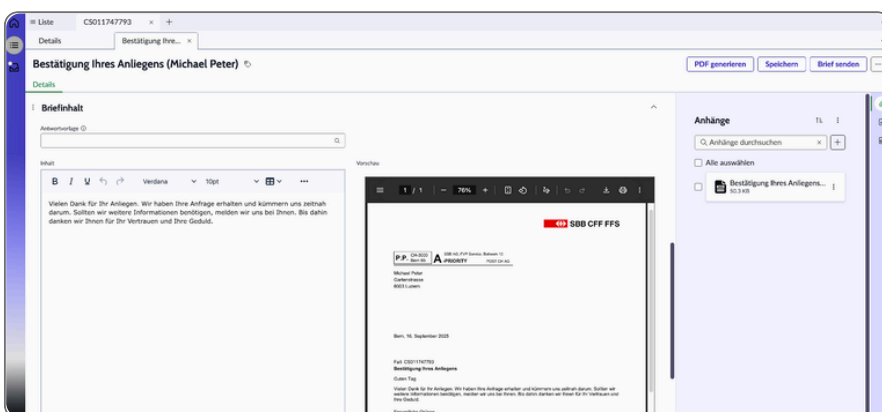 Liste CS011747793 × +
Details Bestätigung Ihre... ×
Bestätigung Ihres Anliegens (Michael Peter)
PDF generieren Speichern Brief senden
Details
Briefinhalt
Antwortvorlage
Inhalt
B I U Verdana 10pt ...
Vielen Dank für Ihr Anliegen. Wir haben Ihre Anfrage erhalten und kümmern uns zeitnah
darum. Sollten wir weitere Informationen benötigen, melden wir uns bei Ihnen. Bis dahin
danken wir Ihnen für Ihr Vertrauen und Ihre Geduld.
Vorschau
1 / 1 − 76% +
SBB CFF FFS
P.P. CH-3000 A
-PRIORITY POST CH AG
Michael Peter
Gartenstrasse
6003 Luzern
Bern, 16. September 2025
Fall: CS011747793
Bestätigung Ihres Anliegens
Guten Tag
Vielen Dank für Ihr Anliegen. Wir haben Ihre Anfrage erhalten und kümmern uns zeitnah darum. Sollten wir
weitere Informationen benötigen, melden wir uns bei Ihnen. Bis dahin danken wir Ihnen für Ihr Vertrauen und
Ihre Geduld.
Anhänge
Anhänge durchsuchen × +
Alle auswählen
Bestätigung Ihres Anliegens...
50.3 KB